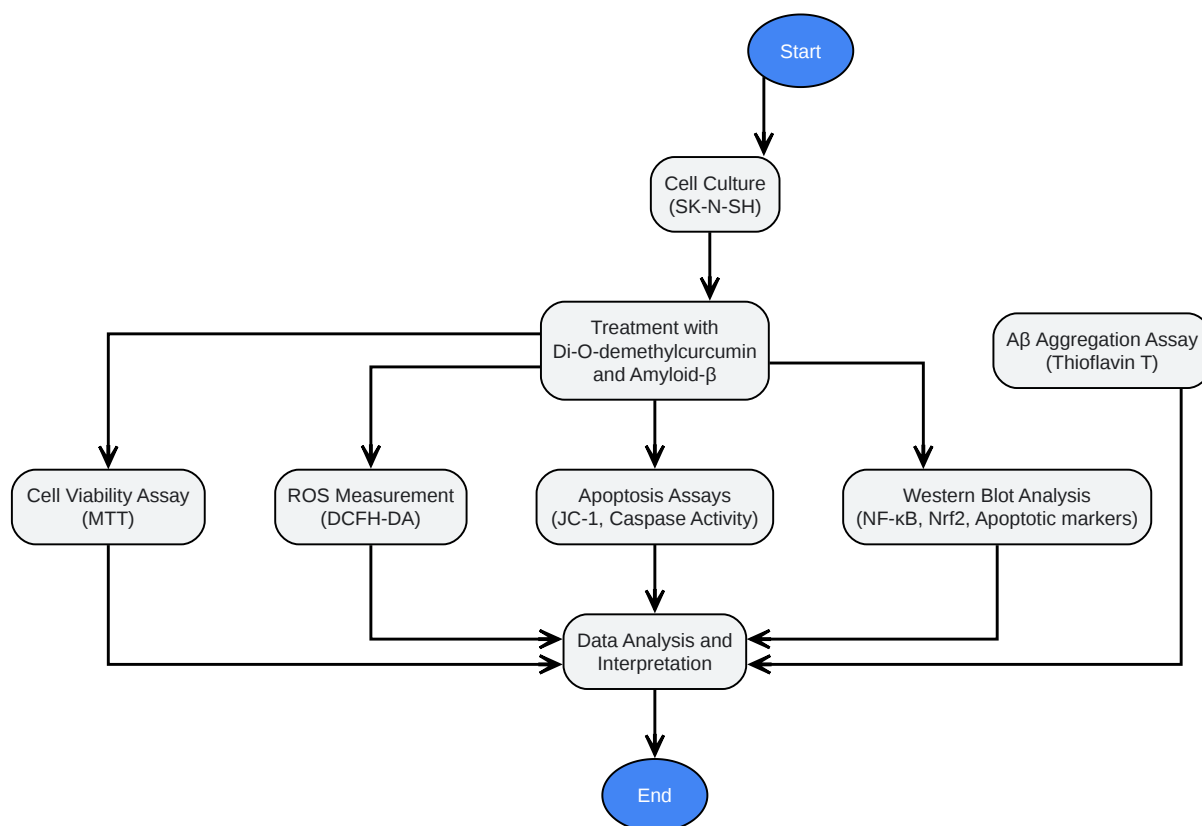 Start
Cell Culture
(SK-N-SH)
Treatment with
Di-O-demethylcurcumin
and Amyloid-β
Aβ Aggregation Assay
(Thioflavin T)
Cell Viability Assay
(MTT)
ROS Measurement
(DCFH-DA)
Apoptosis Assays
(JC-1, Caspase Activity)
Western Blot Analysis
(NF-κB, Nrf2, Apoptotic markers)
Data Analysis and
Interpretation
End